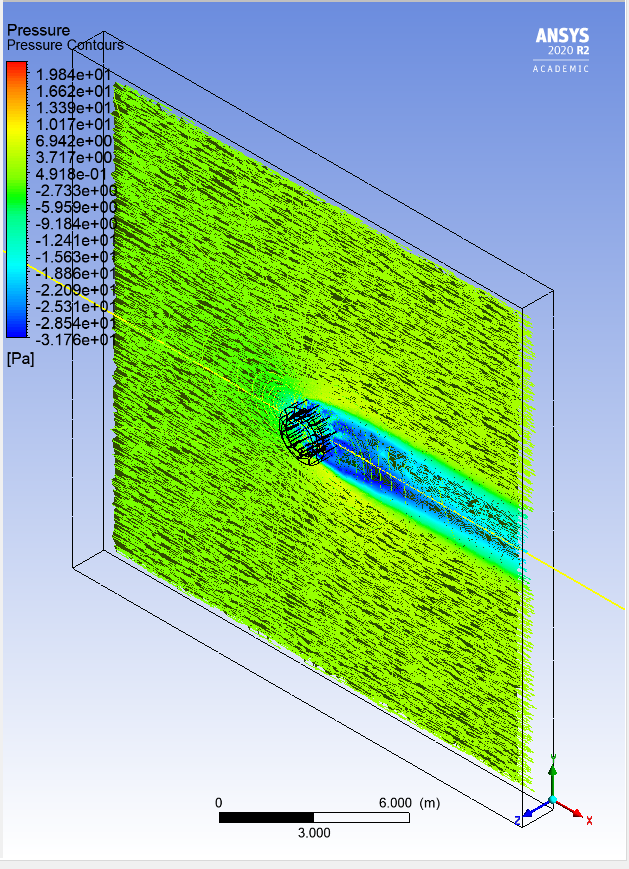 Pressure
Pressure Contours
ANSYS
2020 R2
ACADEMIC
1.984e+01
1.662e+01
1.339e+01
1.017e+01
6.942e+00
3.717e+00
4.918e-01
-2.733e+00
-5.959e+00
-9.184e+00
-1.241e+01
-1.563e+01
-1.886e+01
-2.209e+01
-2.531e+01
-2.854e+01
-3.176e+01
[Pa]
0 6.000 (m)
3.000
Y
Z X